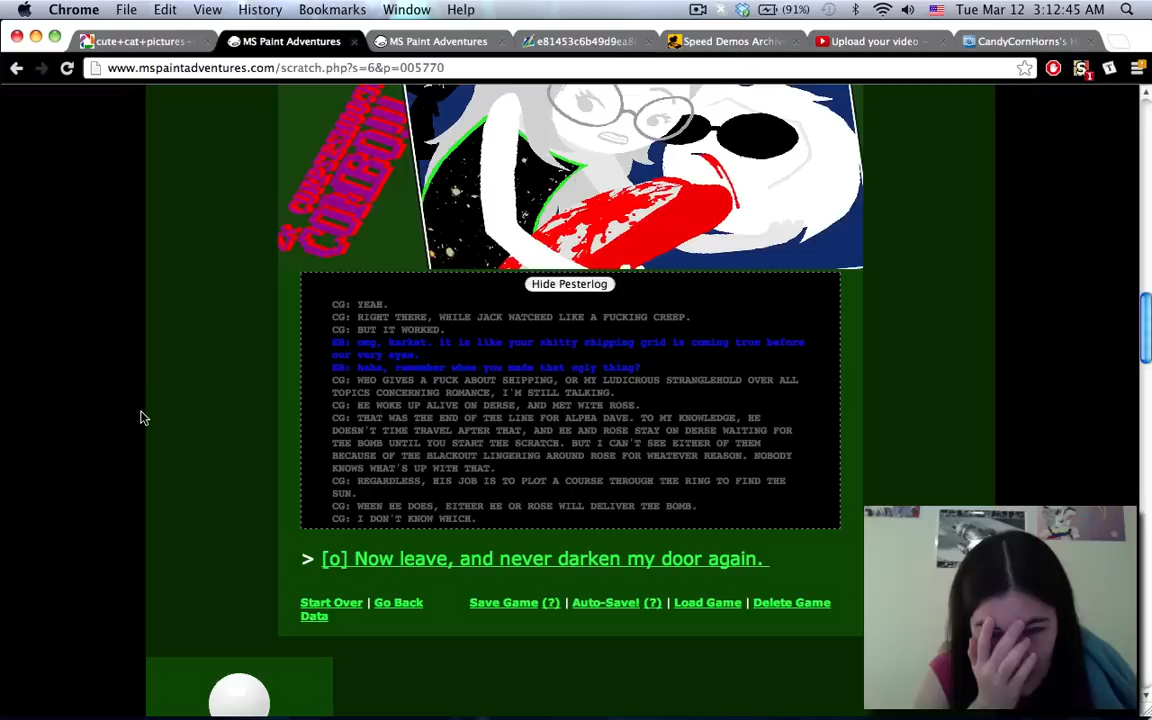 Chrome File Edit View History Bookmarks Window Help (91%) Tue Mar 12 3:12:45 AM
cute+cat+pictures MS Paint Adventures MS Paint Adventures e81453c6b49d9ea8 Speed Demos Archiv Upload your video CandyCornHorns's
www.mspaintadventures.com/scratch.php?s=6&p=005770
Hide Pesterlog
CG: YEAH.
CG: RIGHT THERE, WHILE JACK WATCHED LIKE A FUCKING CREEP.
CG: BUT IT WORKED.
EB: omg, karkat. it is like your shitty shipping grid is coming true before
our very eyes.
EB: haha, remember when you made that ugly thing?
CG: WHO GIVES A FUCK ABOUT SHIPPING, OR MY LUDICROUS STRANGLEHOLD OVER ALL
TOPICS CONCERNING ROMANCE, I'M STILL TALKING.
CG: HE WOKE UP ALIVE ON DERSE, AND MET WITH ROSE.
CG: THAT WAS THE END OF THE LINE FOR ALPHA DAVE. TO MY KNOWLEDGE, HE
DOESN'T TIME TRAVEL AFTER THAT, AND HE AND ROSE STAY ON DERSE WAITING FOR
THE BOMB UNTIL YOU START THE SCRATCH. BUT I CAN'T SEE EITHER OF THEM
BECAUSE OF THE BLACKOUT LINGERING AROUND ROSE FOR WHATEVER REASON. NOBODY
KNOWS WHAT'S UP WITH THAT.
CG: REGARDLESS, HIS JOB IS TO PLOT A COURSE THROUGH THE RING TO FIND THE
SUN.
CG: WHEN HE DOES, EITHER HE OR ROSE WILL DELIVER THE BOMB.
CG: I DON'T KNOW WHICH.
> [o] Now leave, and never darken my door again.
Start Over | Go Back Save Game (?) | Auto-Save! (?) | Load Game | Delete Game
Data